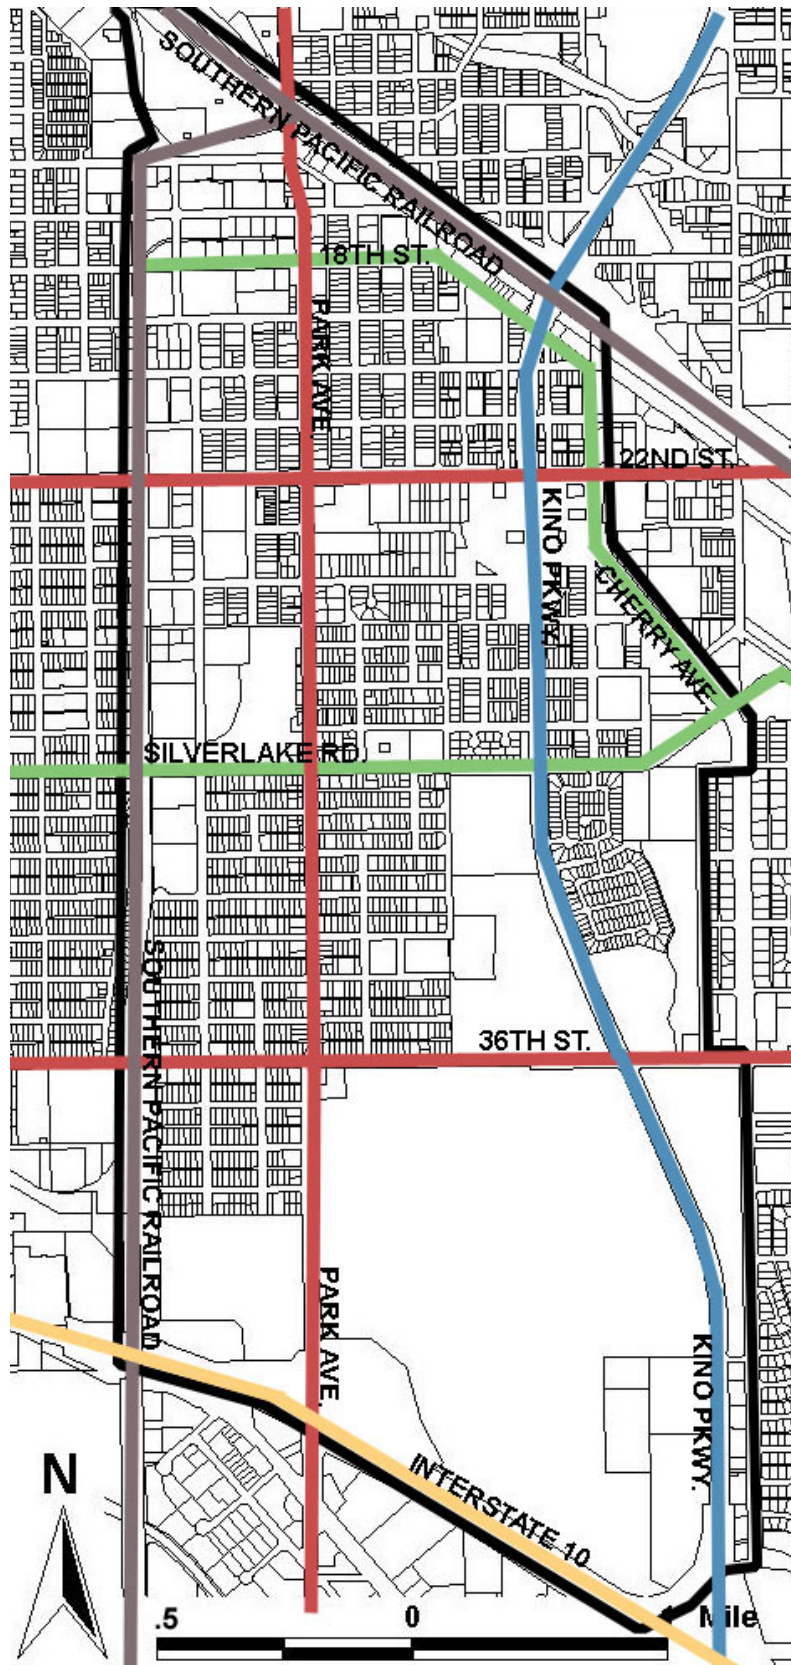 SOUTHERN PACIFIC RAILROAD
18TH ST.
PARK AVE.
22ND ST.
KINO PKWY.
CHERRY AVE
SILVERLAKE RD.
SOUTHERN PACIFIC RAILROAD
36TH ST.
PARK AVE.
KINO PKWY.
INTERSTATE 10
N
.5 0 Mile